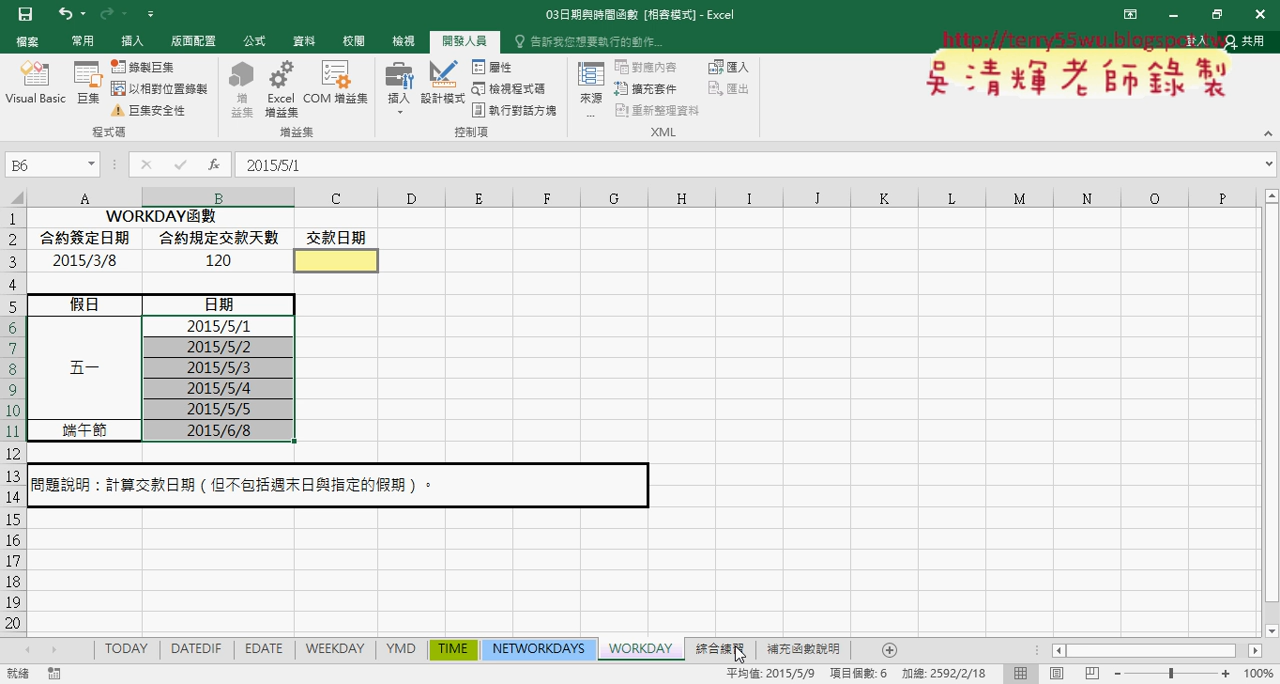 03日期與時間函數 [相容模式] - Excel
檔案 常用 插入 版面配置 公式 資料 校閱 檢視 開發人員 告訴我您想要執行的動作... 登入 共用
http://terry55wu.blogspot.tw
吳清輝老師錄製
Visual Basic 巨集 錄製巨集 以相對位置錄製 巨集安全性
程式碼
增益集 Excel 增益集 COM 增益集
增益集
插入 設計模式 屬性 檢視程式碼 執行對話方塊
控制項
來源... 對應內容 擴充套件 重新整理資料 匯入 匯出
XML
B6 fx 2015/5/1
A B C D E F G H I J K L M N O P
1 WORKDAY函數
2 合約簽定日期 合約規定交款天數 交款日期
3 2015/3/8 120
4
5 假日 日期
6 2015/5/1
7 2015/5/2
8 五一 2015/5/3
9 2015/5/4
10 2015/5/5
11 端午節 2015/6/8
12
13 問題說明：計算交款日期（但不包括週末日與指定的假期）。
14
15
16
17
18
19
20
TODAY DATEDIF EDATE WEEKDAY YMD TIME NETWORKDAYS WORKDAY 綜合練習 補充函數說明
就緒 平均值: 2015/5/9 項目個數: 6 加總: 2592/2/18 100%